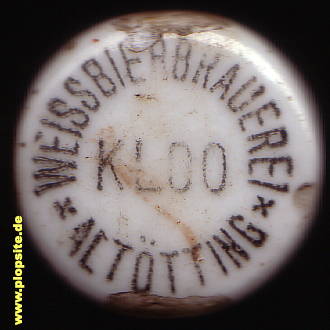 WEISSBIERBRAUEREI
KLOO
* ALTÖTTING *
www.plopsite.de